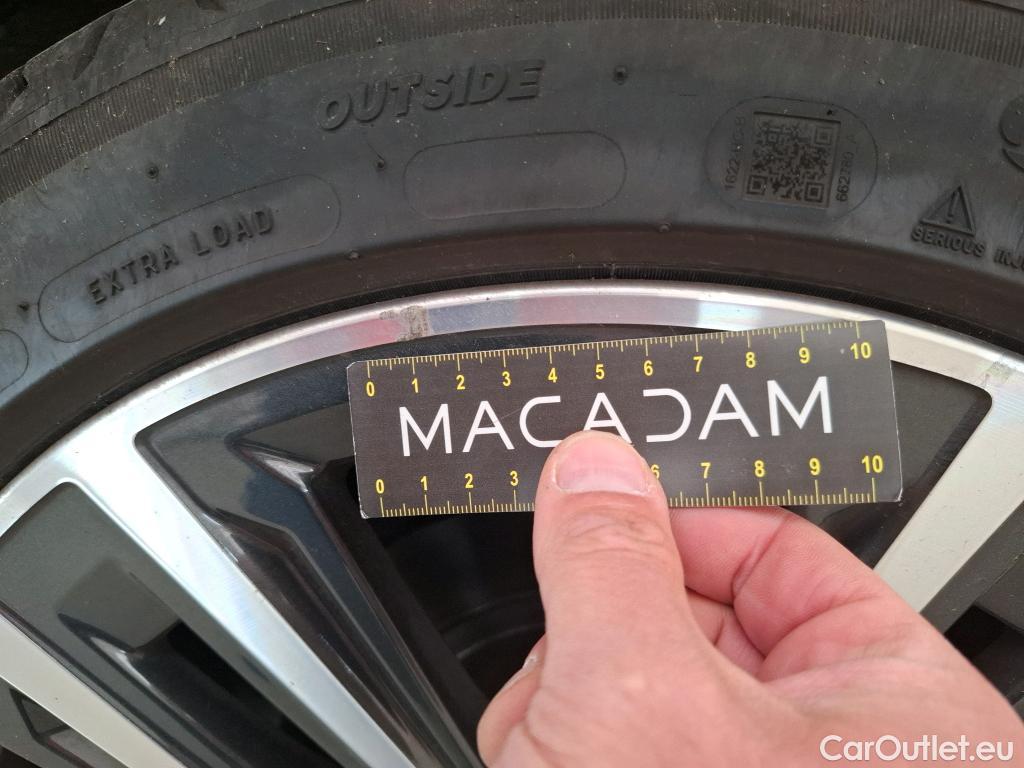 OUTSIDE
EXTRA LOAD
SERIOUS
0 1 2 3 4 5 6 7 8 9 10
MACADAM
0 1 2 3 6 7 8 9 10
CarOutlet.eu